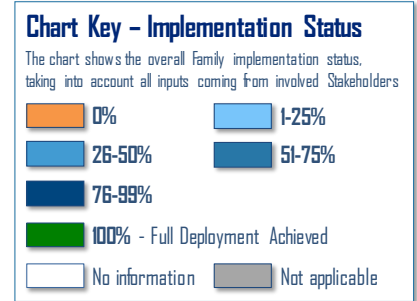 Chart Key – Implementation Status
The chart shows the overall Family implementation status,
taking into account all inputs coming from involved Stakeholders
0% 1-25%
26-50% 51-75%
76-99%
100% - Full Deployment Achieved
No information Not applicable